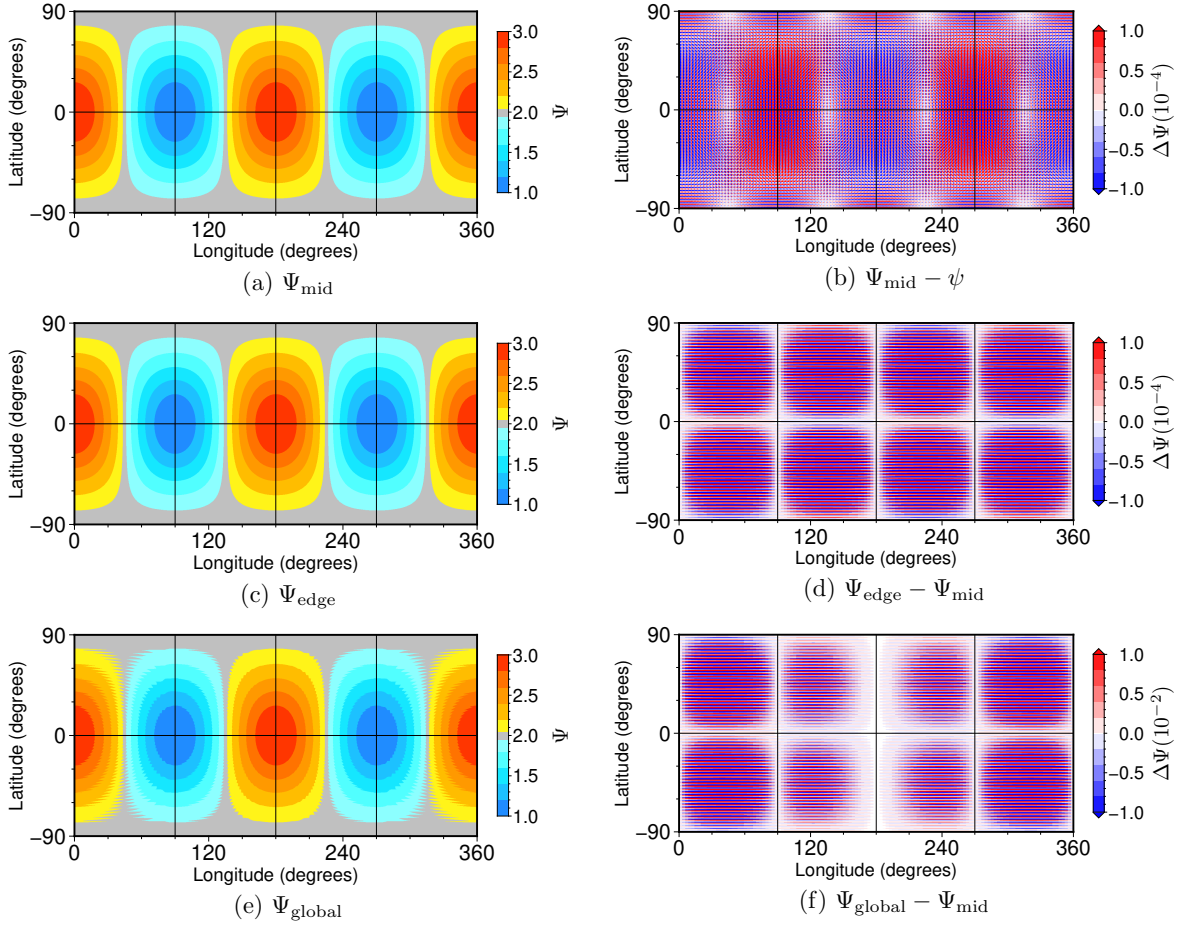 90
0
−90
Latitude (degrees)
0 120 240 360
Longitude (degrees)
3.0
2.5
2.0
1.5
1.0
Ψ
(a) Ψmid
90
0
−90
Latitude (degrees)
0 120 240 360
Longitude (degrees)
1.0
0.5
0.0
−0.5
−1.0
ΔΨ(10−4)
(b) Ψmid − ψ
90
0
−90
Latitude (degrees)
0 120 240 360
Longitude (degrees)
3.0
2.5
2.0
1.5
1.0
Ψ
(c) Ψedge
90
0
−90
Latitude (degrees)
0 120 240 360
Longitude (degrees)
1.0
0.5
0.0
−0.5
−1.0
ΔΨ(10−4)
(d) Ψedge − Ψmid
90
0
−90
Latitude (degrees)
0 120 240 360
Longitude (degrees)
3.0
2.5
2.0
1.5
1.0
Ψ
(e) Ψglobal
90
0
−90
Latitude (degrees)
0 120 240 360
Longitude (degrees)
1.0
0.5
0.0
−0.5
−1.0
ΔΨ(10−2)
(f) Ψglobal − Ψmid